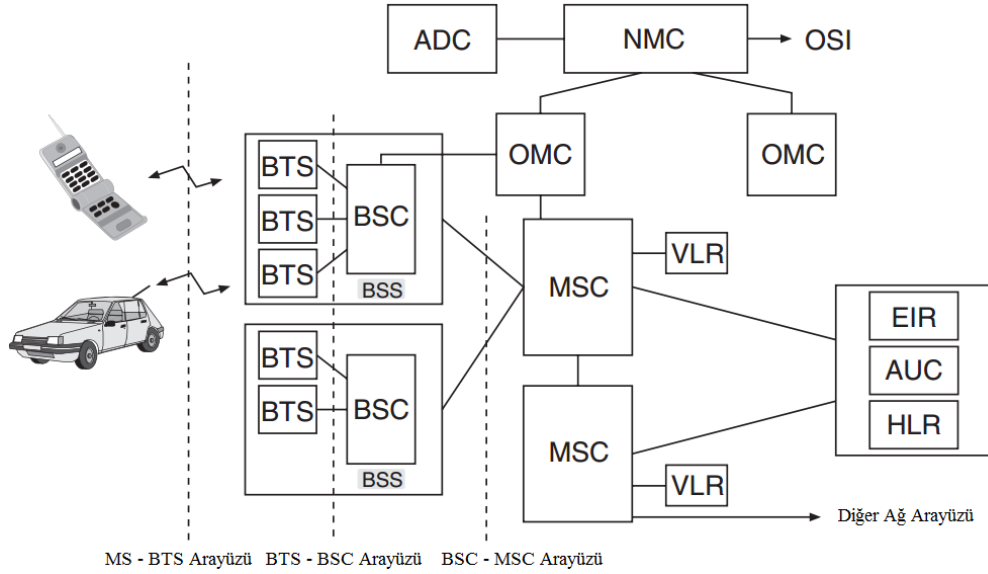 ADC
NMC
OSI
OMC
OMC
BTS
BTS
BTS
BSC
BSS
MSC
VLR
EIR
AUC
HLR
BTS
BTS
BSC
BSS
MSC
VLR
Diğer Ağ Arayüzü
MS - BTS Arayüzü
BTS - BSC Arayüzü
BSC - MSC Arayüzü